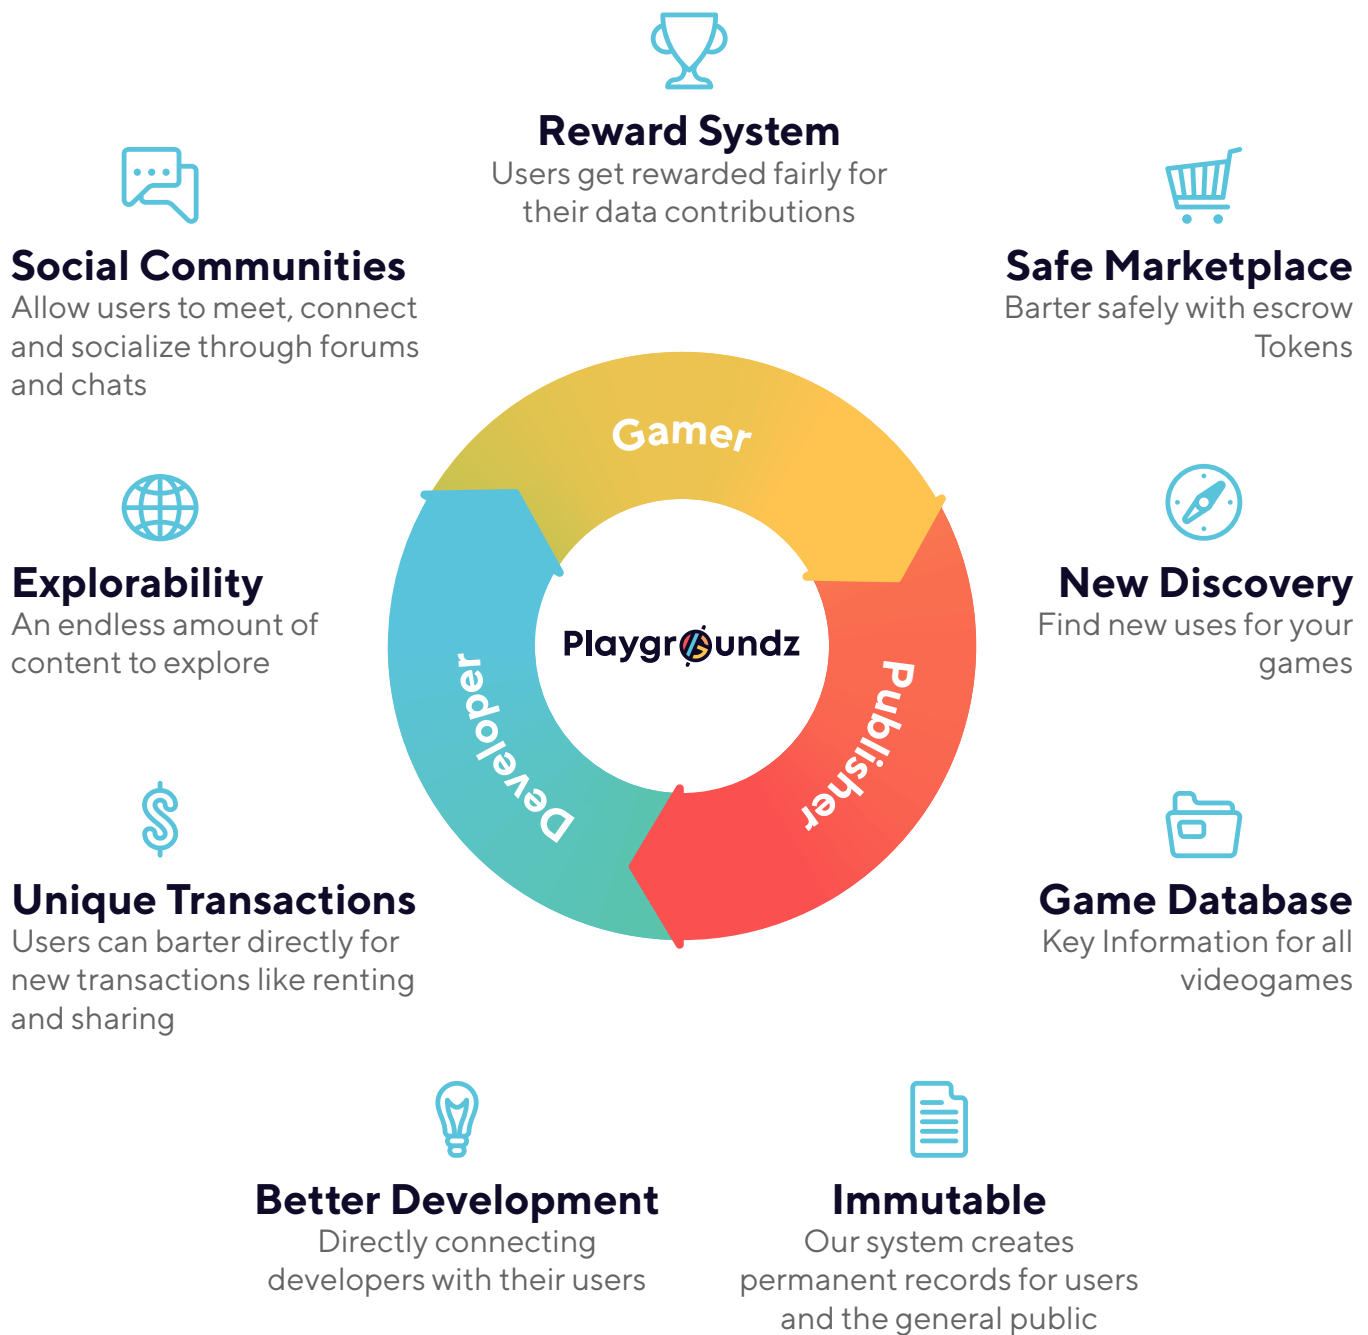 Reward System
Users get rewarded fairly for
their data contributions
Social Communities
Allow users to meet, connect
and socialize through forums
and chats
Safe Marketplace
Barter safely with escrow
Tokens
Gamer
Explorability
An endless amount of
content to explore
New Discovery
Find new uses for your
games
Playgroundz
Developer
Publisher
Unique Transactions
Users can barter directly for
new transactions like renting
and sharing
Game Database
Key Information for all
videogames
Better Development
Directly connecting
developers with their users
Immutable
Our system creates
permanent records for users
and the general public